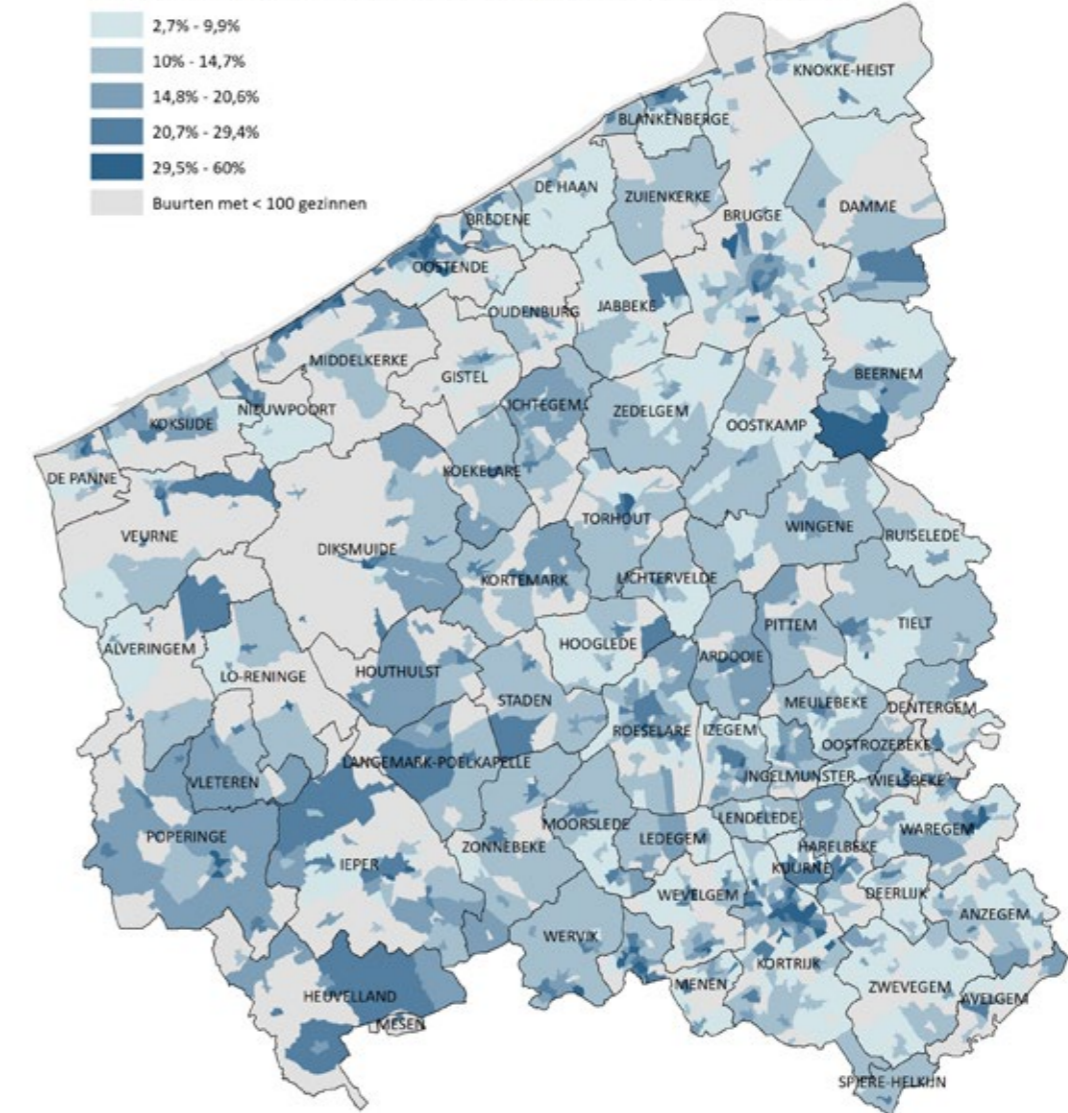 2,7% - 9,9%
10% - 14,7%
14,8% - 20,6%
20,7% - 29,4%
29,5% - 60%
Buurten met < 100 gezinnen
KNOKKE-HEIST
BLANKENBERGE
DE HAAN
ZUIENKERKE
DAMME
BRUGGE
BREDENE
OOSTENDE
JABBEKE
OUDENBURG
MIDDELKERKE
GISTEL
BEERNEM
NIEUWPOORT
ICHTEGEM
ZEDELGEM
KOKSIJDE
OOSTKAMP
KOEKELARE
DE PANNE
TORHOUT
WINGENE
VEURNE
RUISELEDE
DIKSMUIDE
KORTEMARK
LICHTERVELDE
PITTEM
TIELT
ALVERINGEM
HOOGLEDE
ARDOOIE
HOUTHULST
LO-RENINGE
STADEN
MEULEBEKE
DENTERGEM
ROESELARE
IZEGEM
OOSTROZEBEKE
LANGEMARK-POELKAPELLE
INGELMUNSTER
WIELSBEKE
VLETEREN
LENDELEDE
MOORSLEDE
WAREGEM
POPERINGE
LEDEGEM
HARELBEKE
ZONNEBEKE
IEPER
KUURNE
WEVELGEM
DEERLIJK
ANZEGEM
WERVIK
KORTRIJK
MENEN
ZWEVEGEM
HEUVELLAND
AVELGEM
MESEN
SPIERE-HELKIJN